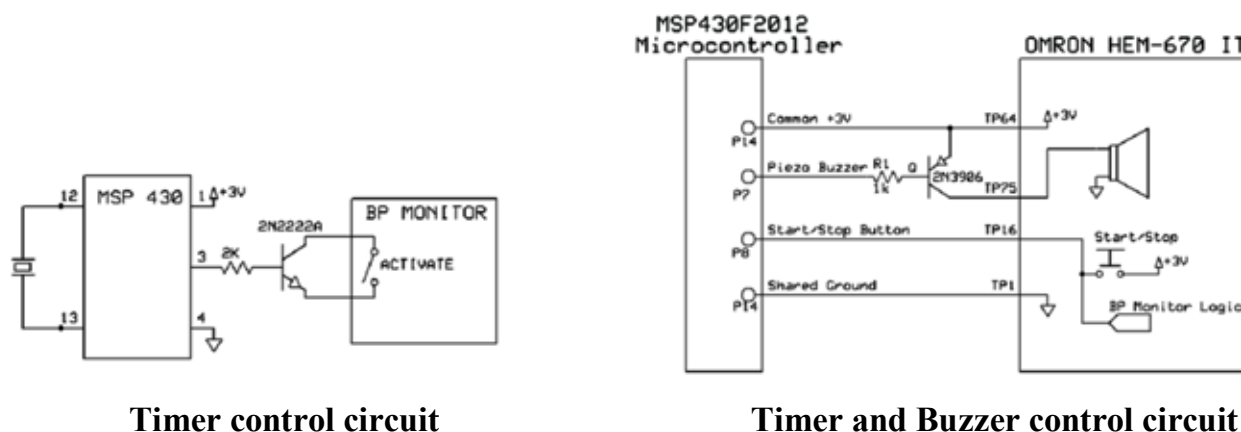 12
MSP 430
1
+3V
2N2222A
BP MONITOR
3
2K
ACTIVATE
13
4
Timer control circuit
MSP430F2012
Microcontroller
OMRON HEM-670 IT
Common +3V
TP64
+3V
P14
Piezo Buzzer
R1
Q
2N3906
P7
1k
TP75
Start/Stop Button
TP16
P8
Start/Stop
+3V
Shared Ground
TP1
P14
BP Monitor Logic
Timer and Buzzer control circuit